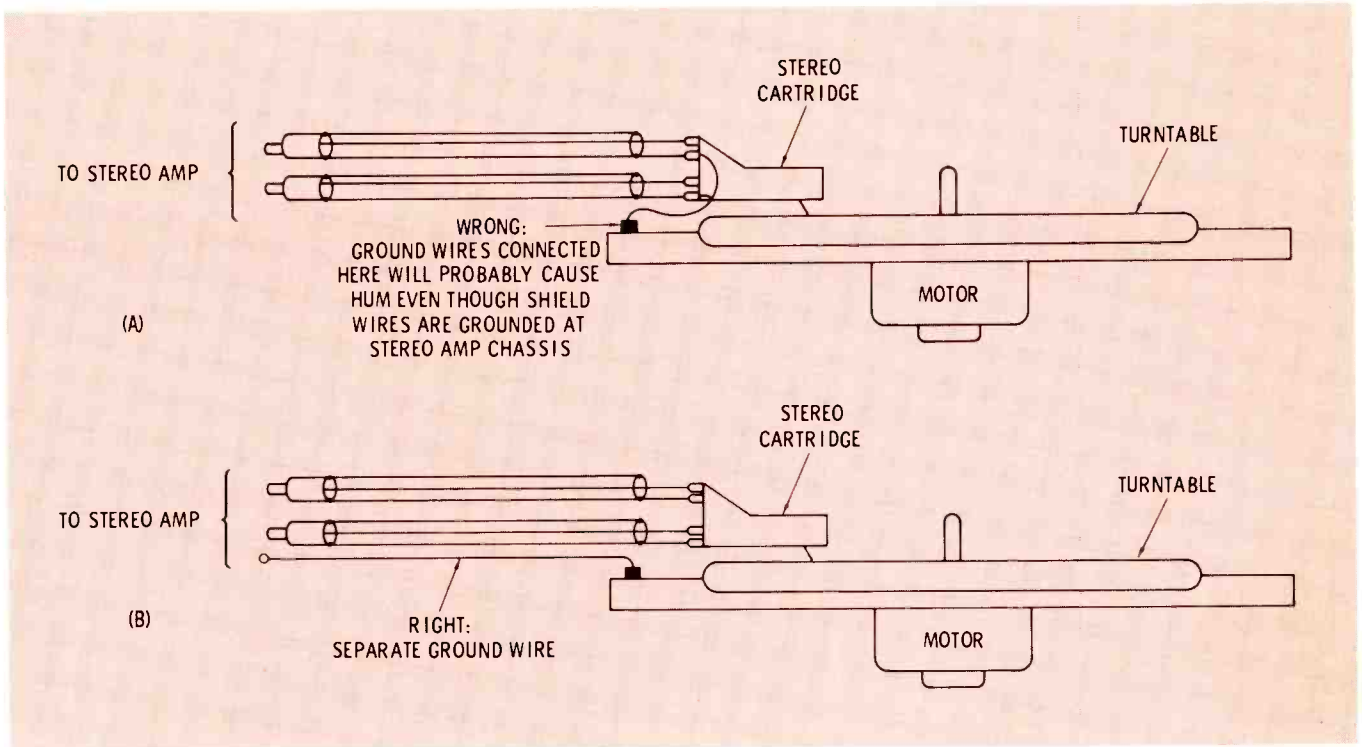 STEREO
CARTRIDGE
TURNTABLE
TO STEREO AMP
WRONG:
GROUND WIRES CONNECTED
HERE WILL PROBABLY CAUSE
HUM EVEN THOUGH SHIELD
WIRES ARE GROUNDED AT
STEREO AMP CHASSIS
MOTOR
(A)
STEREO
CARTRIDGE
TURNTABLE
TO STEREO AMP
RIGHT:
SEPARATE GROUND WIRE
MOTOR
(B)